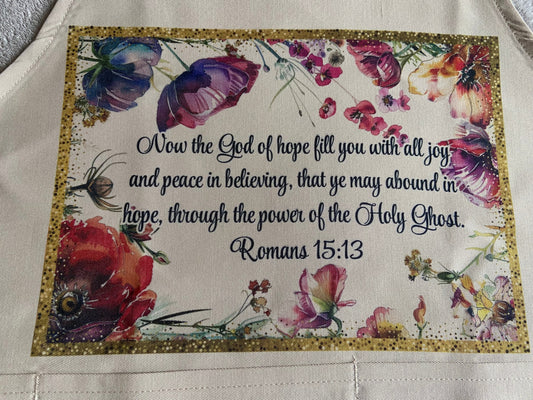 Now the God of hope fill you with all joy
and peace in believing, that ye may abound in
hope, through the power of the Holy Ghost.
Romans 15:13